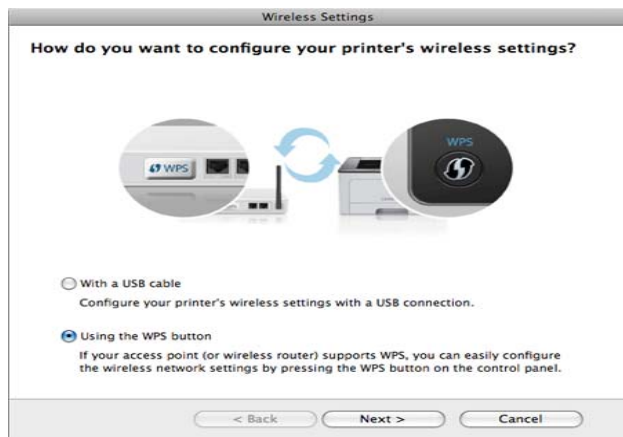 Wireless Settings
How do you want to configure your printer's wireless settings?
WPS
WPS
With a USB cable
Configure your printer's wireless settings with a USB connection.
Using the WPS button
If your access point (or wireless router) supports WPS, you can easily configure
the wireless network settings by pressing the WPS button on the control panel.
< Back Next > Cancel